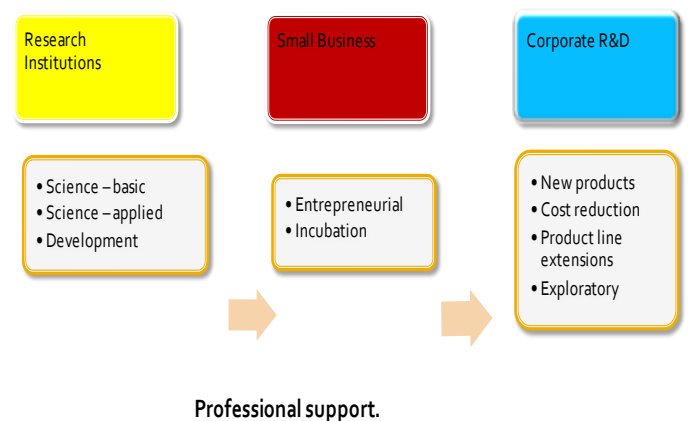 Research
Institutions
Small Business
Corporate R&D
• Science – basic
• Science – applied
• Development
• Entrepreneurial
• Incubation
• New products
• Cost reduction
• Product line
extensions
• Exploratory
Professional support.